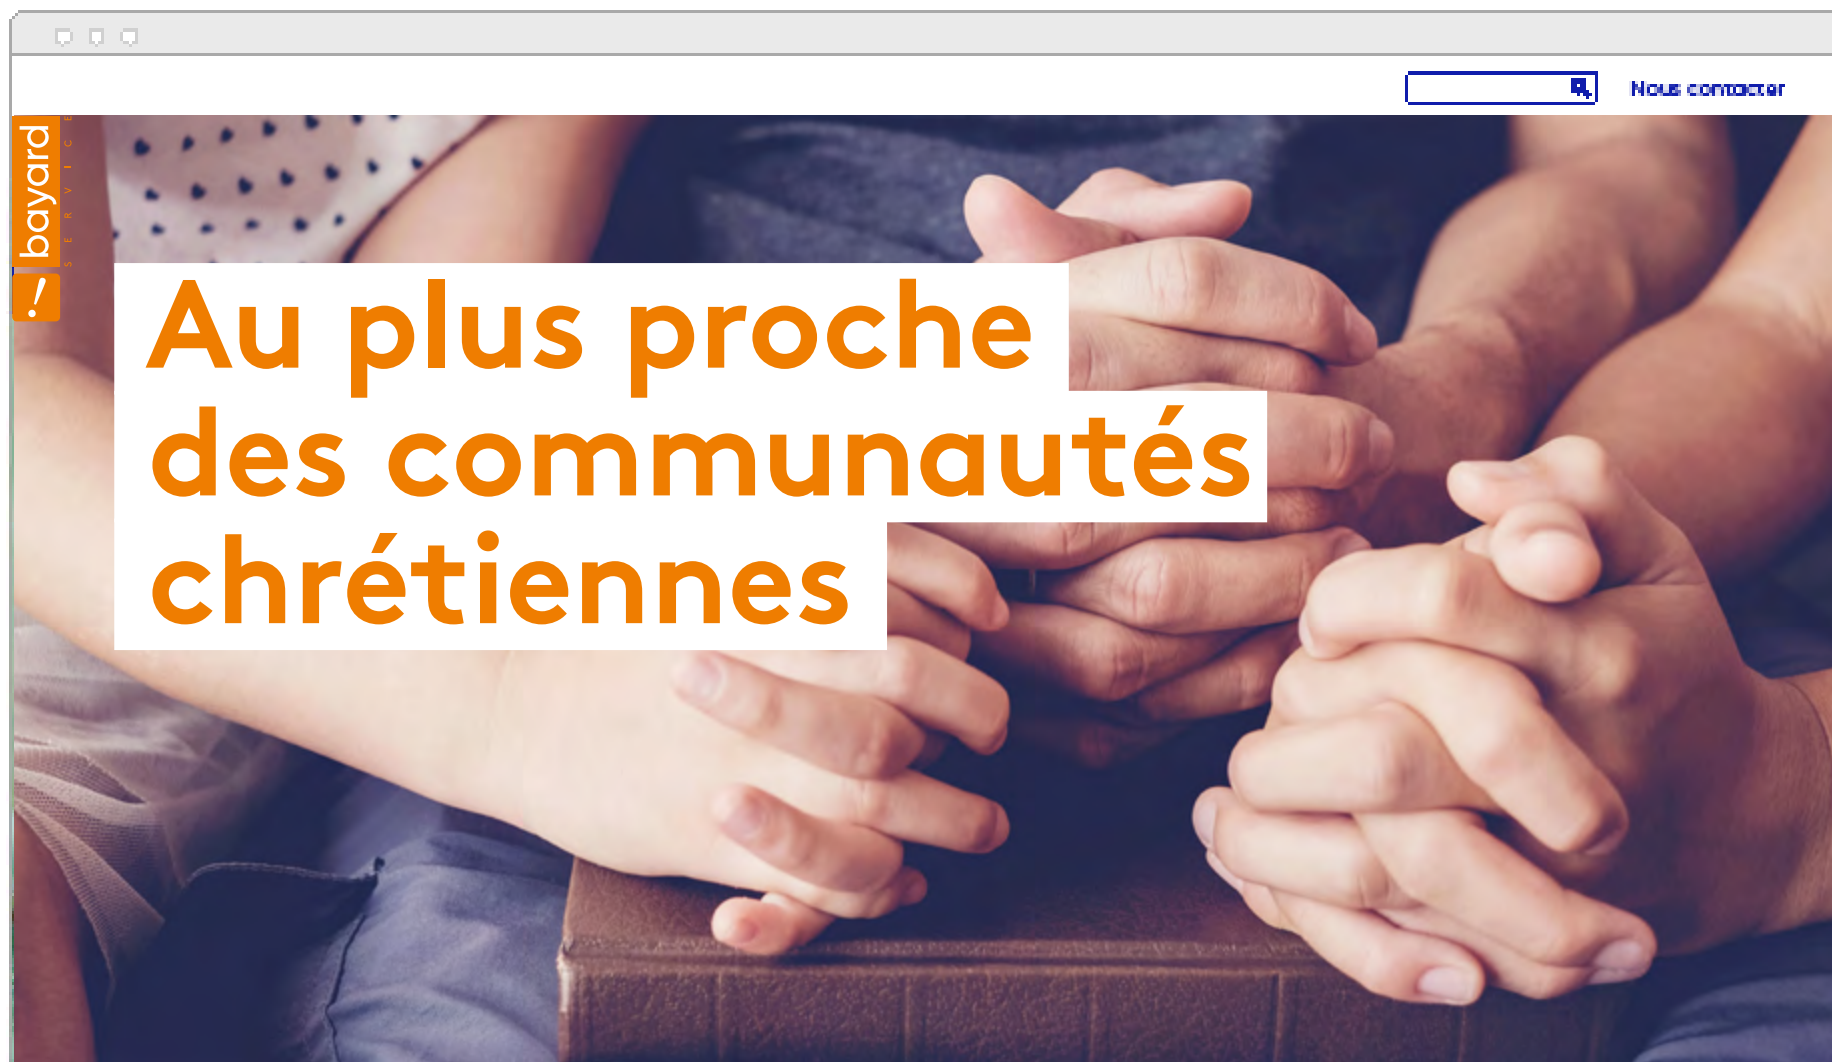 Nous contacter
bayard
SERVICE
Au plus proche
des communautés
chrétiennes